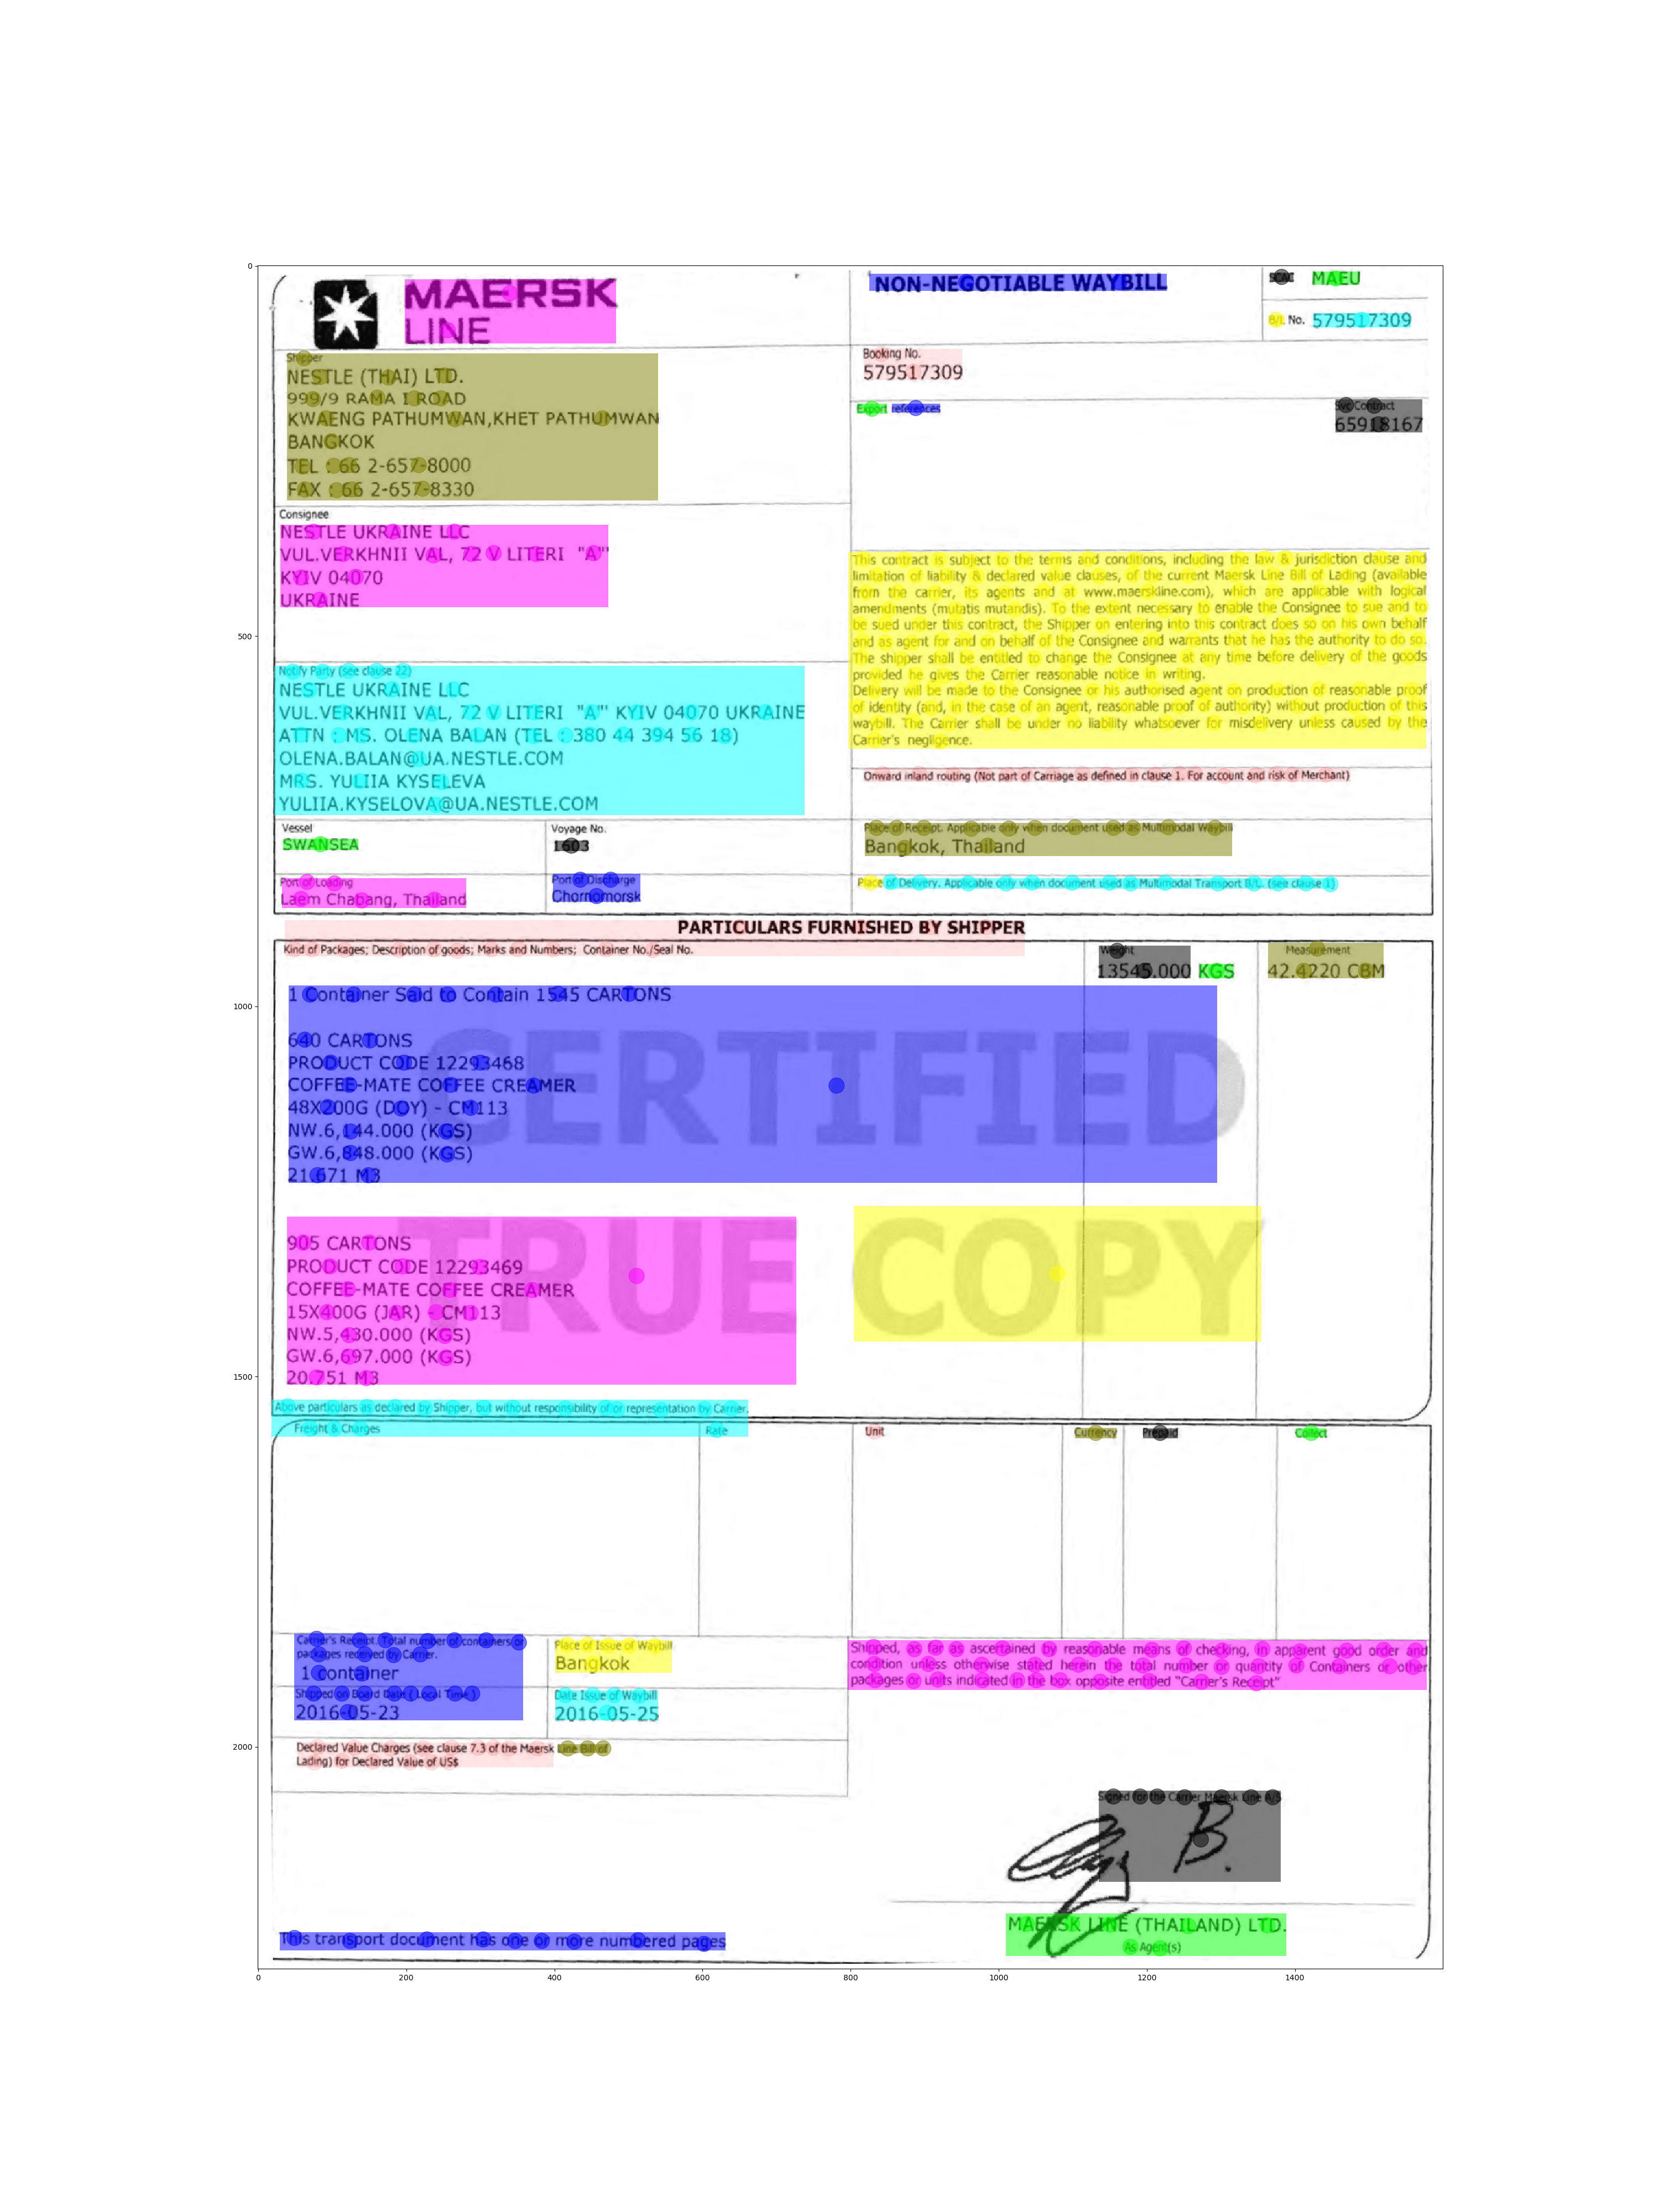 MAERSK
LINE
NON-NEGOTIABLE WAYBILL
SCAC MAEU
B/L No. 579517309
Shipper
NESTLE (THAI) LTD.
999/9 RAMA I ROAD
KWAENG PATHUMWAN,KHET PATHUMWAN
BANGKOK
TEL : 66 2-657-8000
FAX : 66 2-657-8330
Booking No.
579517309
Export references
Svc Contract
65918167
Consignee
NESTLE UKRAINE LLC
VUL.VERKHNII VAL, 72 V LITERI "A"'
KYIV 04070
UKRAINE
This contract is subject to the terms and conditions, including the law & jurisdiction clause and
limitation of liability & declared value clauses, of the current Maersk Line Bill of Lading (available
from the carrier, its agents and at www.maerskline.com), which are applicable with logical
amendments (mutatis mutandis). To the extent necessary to enable the Consignee to sue and to
be sued under this contract, the Shipper on entering into this contract does so on his own behalf
and as agent for and on behalf of the Consignee and warrants that he has the authority to do so.
The shipper shall be entitled to change the Consignee at any time before delivery of the goods
provided he gives the Carrier reasonable notice in writing.
Delivery will be made to the Consignee or his authorised agent on production of reasonable proof
of identity (and, in the case of an agent, reasonable proof of authority) without production of this
waybill. The Carrier shall be under no liability whatsoever for misdelivery unless caused by the
Carrier's negligence.
Notify Party (see clause 22)
NESTLE UKRAINE LLC
VUL.VERKHNII VAL, 72 V LITERI "A"' KYIV 04070 UKRAINE
ATTN : MS. OLENA BALAN (TEL : 380 44 394 56 18)
OLENA.BALAN@UA.NESTLE.COM
MRS. YULIIA KYSELEVA
YULIIA.KYSELOVA@UA.NESTLE.COM
Onward inland routing (Not part of Carriage as defined in clause 1. For account and risk of Merchant)
Vessel
SWANSEA
Voyage No.
1603
Place of Receipt. Applicable only when document used as Multimodal Waybill
Bangkok, Thailand
Port of Loading
Laem Chabang, Thailand
Port of Discharge
Chornomorsk
Place of Delivery. Applicable only when document used as Multimodal Transport B/L. (see clause 1)
PARTICULARS FURNISHED BY SHIPPER
Kind of Packages; Description of goods; Marks and Numbers; Container No./Seal No.
Weight
13545.000 KGS
Measurement
42.4220 CBM
1 Container Said to Contain 1545 CARTONS
640 CARTONS
PRODUCT CODE 12293468
COFFEE-MATE COFFEE CREAMER
48X200G (DOY) - CM113
NW.6,144.000 (KGS)
GW.6,848.000 (KGS)
21.671 M3
CERTIFIED
TRUE COPY
905 CARTONS
PRODUCT CODE 12293469
COFFEE-MATE COFFEE CREAMER
15X400G (JAR) - CM113
NW.5,430.000 (KGS)
GW.6,697.000 (KGS)
20.751 M3
Above particulars as declared by Shipper, but without responsibility of or representation by Carrier.
Freight & Charges Rate Unit Currency Prepaid Collect
Carrier's Receipt. Total number of containers or
packages received by Carrier.
1 container
Place of Issue of Waybill
Bangkok
Shipped, as far as ascertained by reasonable means of checking, in apparent good order and
condition unless otherwise stated herein the total number or quantity of Containers or other
packages or units indicated in the box opposite entitled "Carrier's Receipt"
Shipped on Board Date ( Local Time )
2016-05-23
Date Issue of Waybill
2016-05-25
Declared Value Charges (see clause 7.3 of the Maersk Line Bill of
Lading) for Declared Value of US$
Signed for the Carrier Maersk Line A/S
MAERSK LINE (THAILAND) LTD.
As Agent(s)
This transport document has one or more numbered pages
0
500
1000
1500
2000
0 200 400 600 800 1000 1200 1400